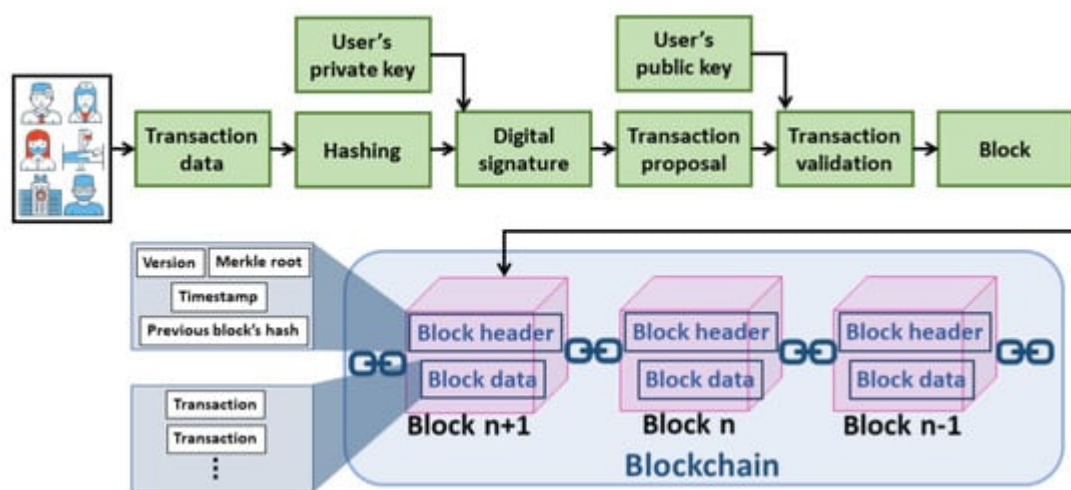 User's
private key
User's
public key
Transaction
data
Hashing
Digital
signature
Transaction
proposal
Transaction
validation
Block
Version
Merkle root
Timestamp
Previous block's hash
Transaction
Transaction
⋮
Block header
Block data
Block n+1
Block header
Block data
Block n
Block header
Block data
Block n-1
Blockchain